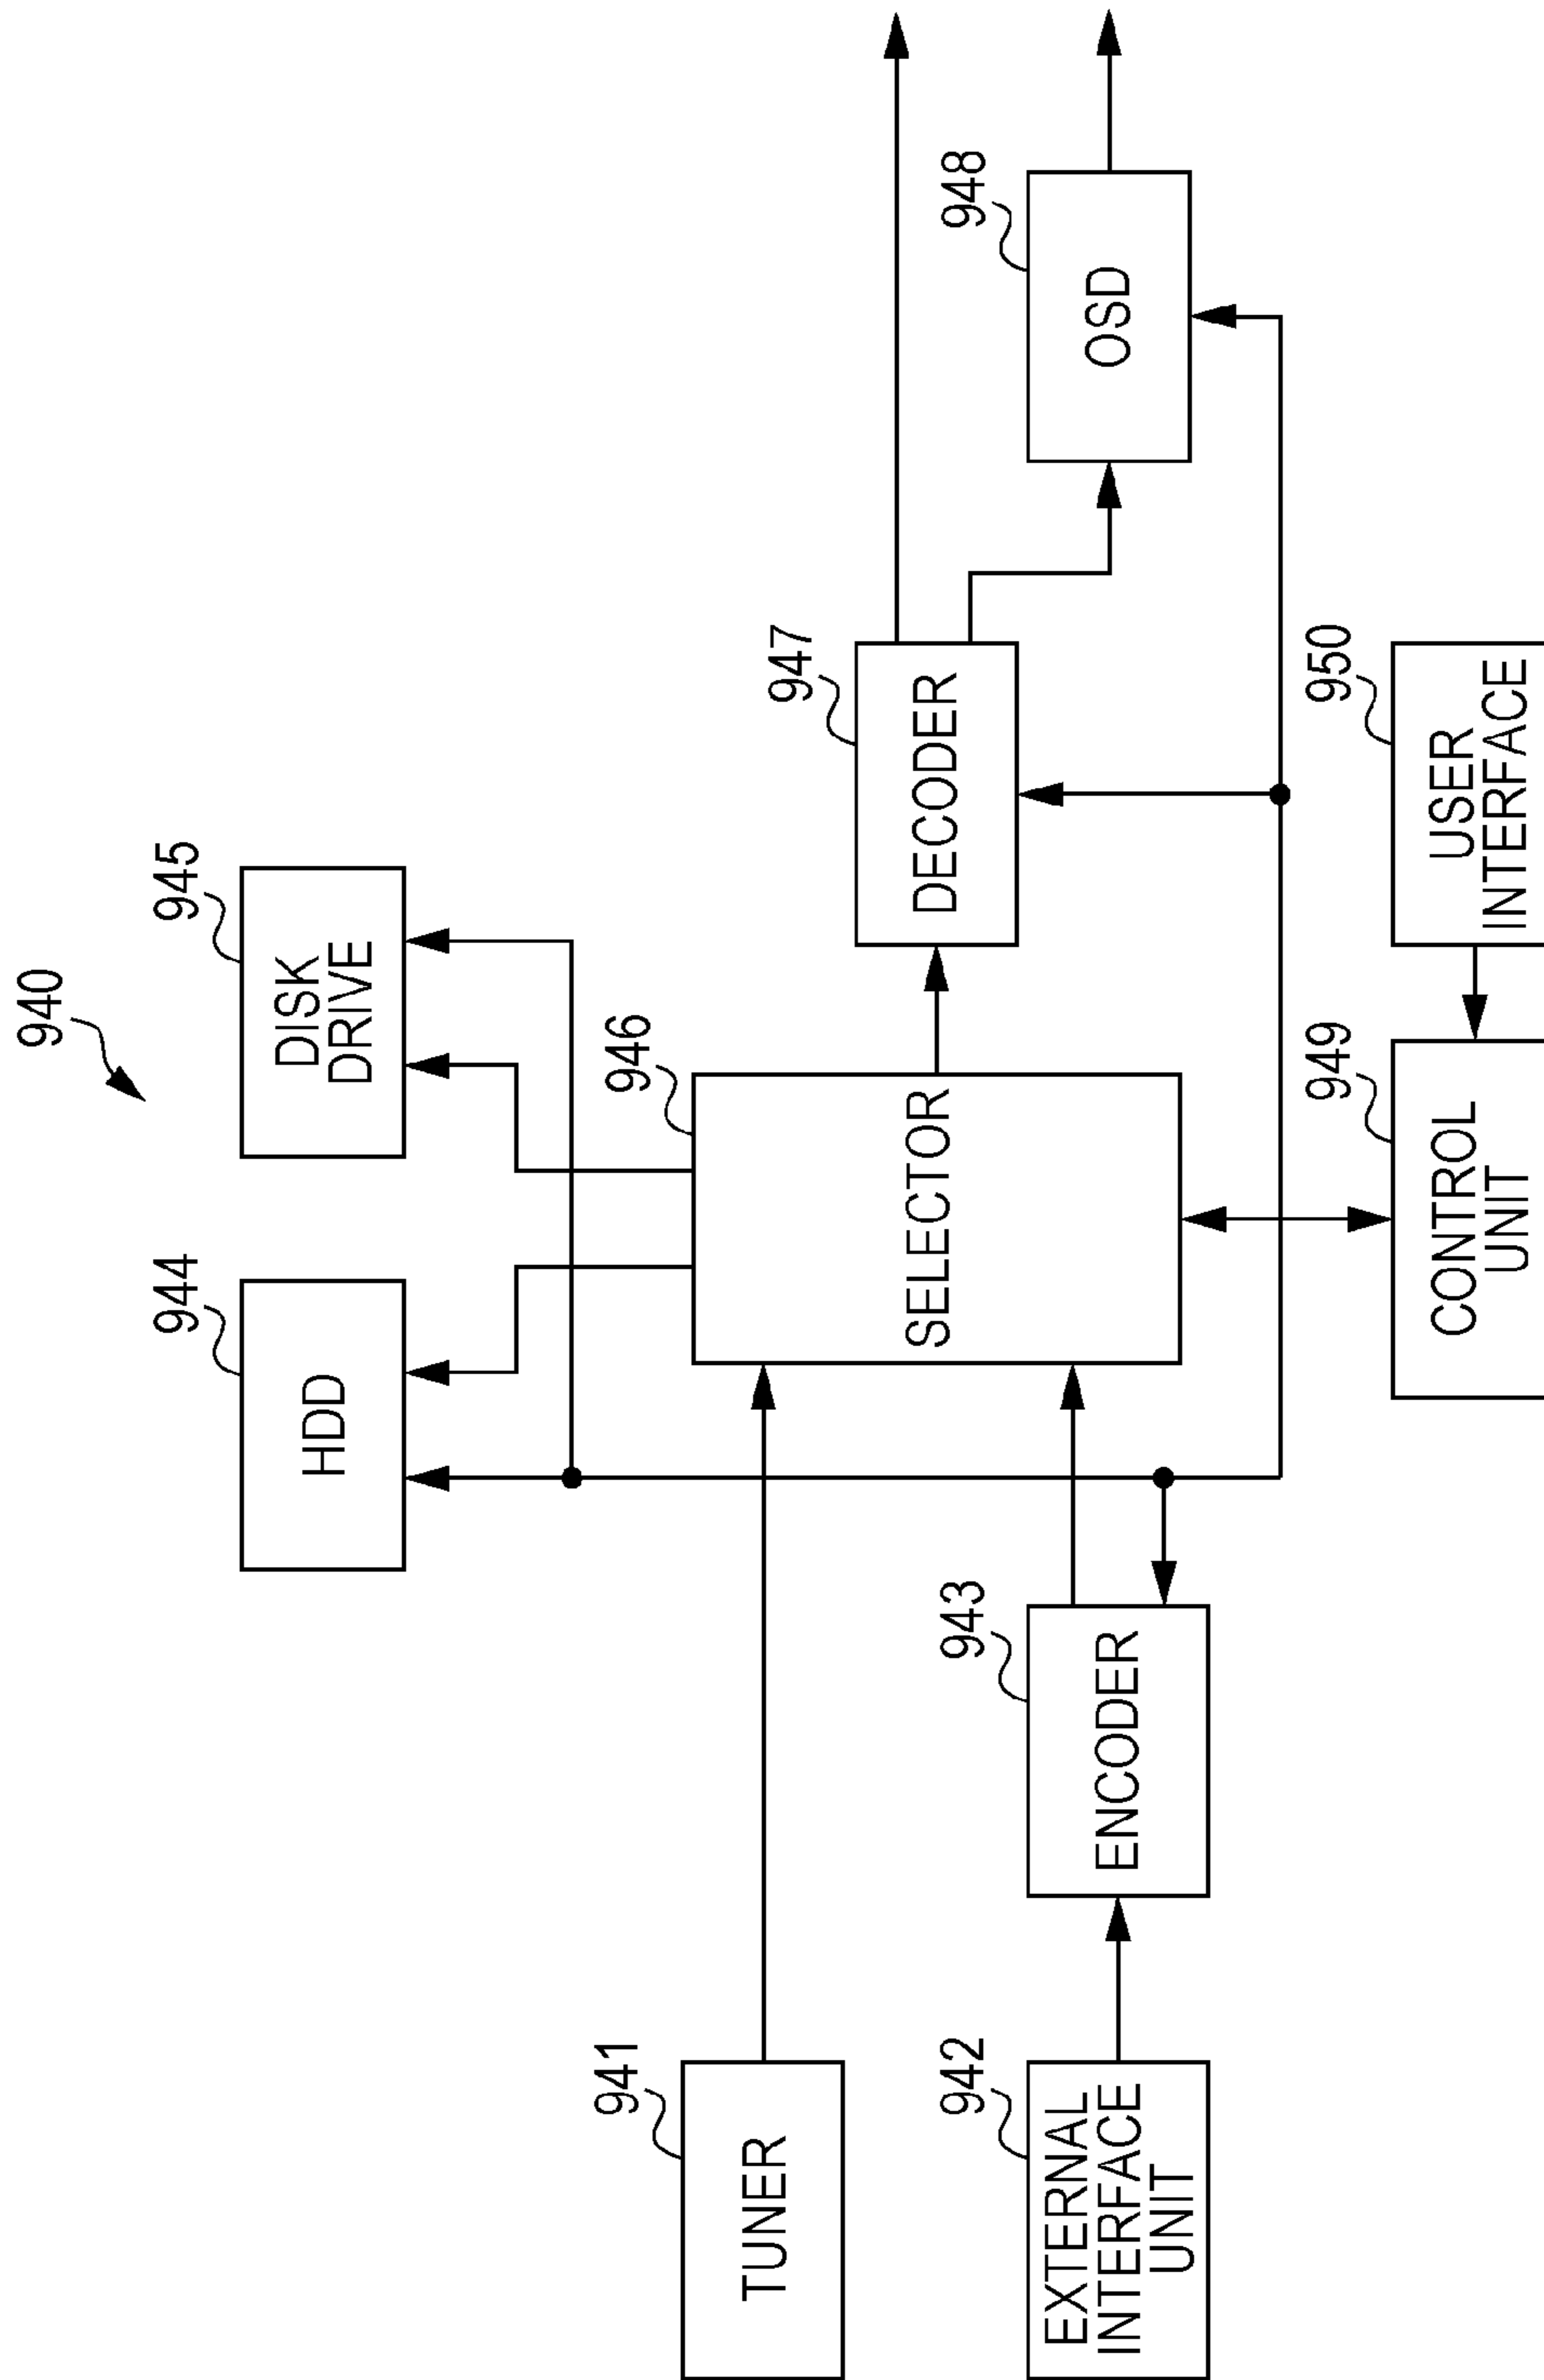 940
944
HDD
945
DISK
DRIVE
941
TUNER
946
SELECTOR
947
DECODER
942
EXTERNAL
INTERFACE
UNIT
943
ENCODER
948
OSD
949
CONTROL
UNIT
950
USER
INTERFACE